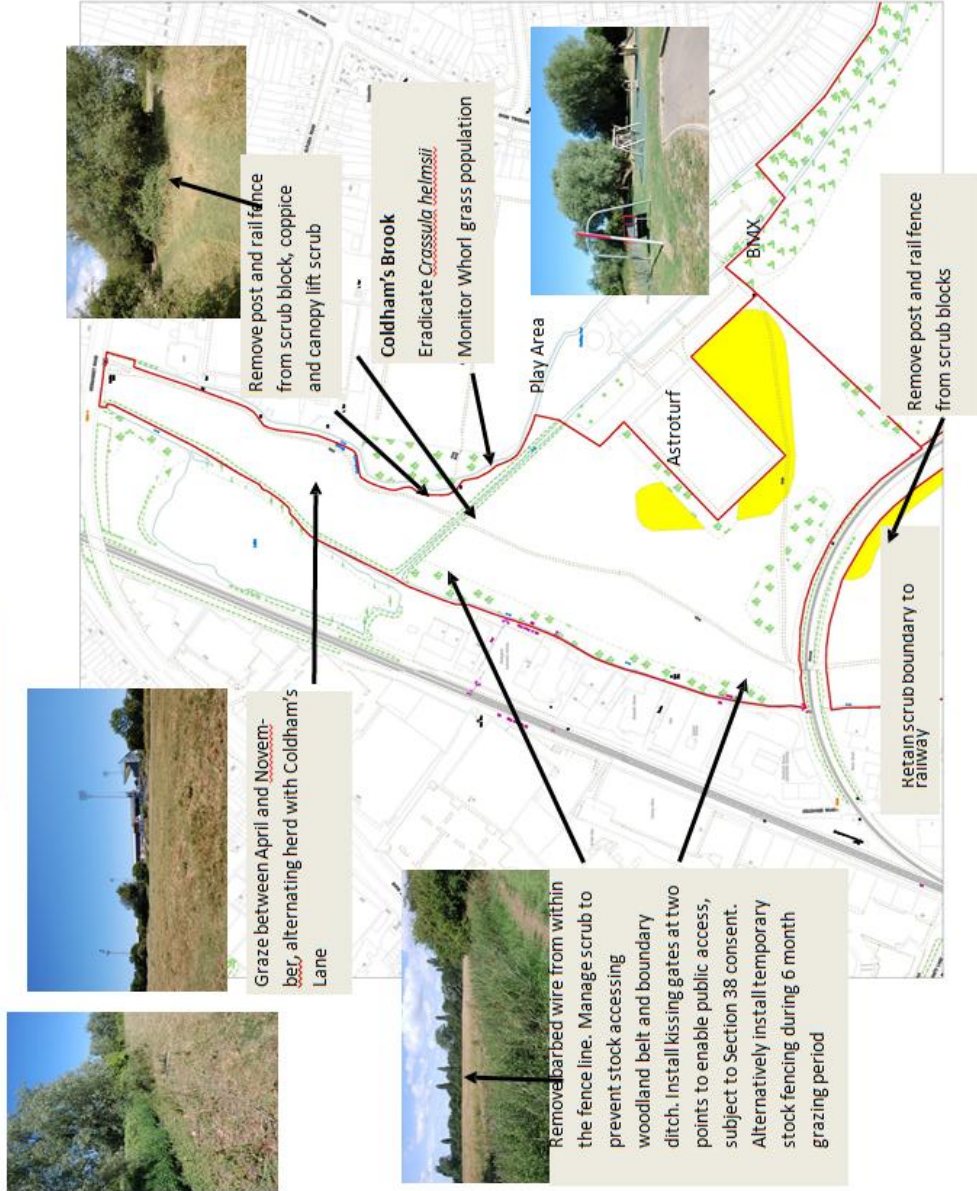 Remove post and rail fence
from scrub block, coppice
and canopy lift scrub
Coldham's Brook
Eradicate Crassula helmsii
Monitor Whorl grass population
Graze between April and Novem-
ber, alternating herd with Coldham's
Lane
Play Area
BMX
Astroturf
Remove barbed wire from within
the fence line. Manage scrub to
prevent stock accessing
woodland belt and boundary
ditch. Install kissing gates at two
points to enable public access,
subject to Section 38 consent.
Alternatively install temporary
stock fencing during 6 month
grazing period
Retain scrub boundary to
railway
Remove post and rail fence
from scrub blocks